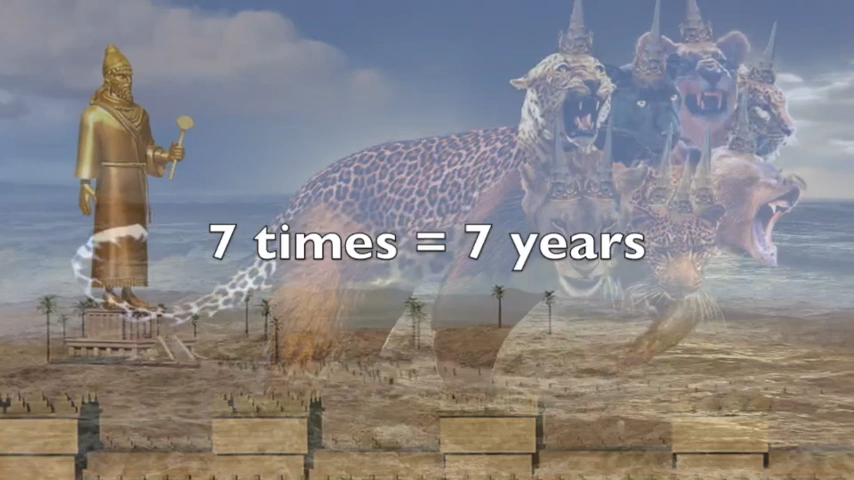 7 times = 7 years